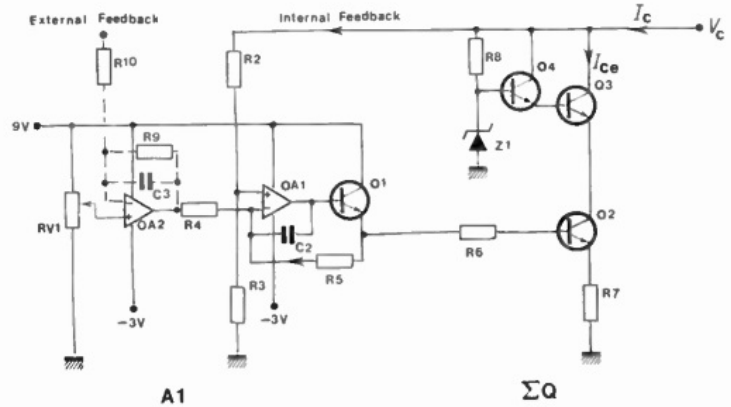 External Feedback
Internal Feedback
Ic
Vc
R10
R2
R8
Q4
Ice
Q3
9V
R9
Z1
C3
OA1
Q1
RV1
OA2
R4
Q2
C2
R6
R3
R5
R7
-3V
-3V
A1
ΣQ